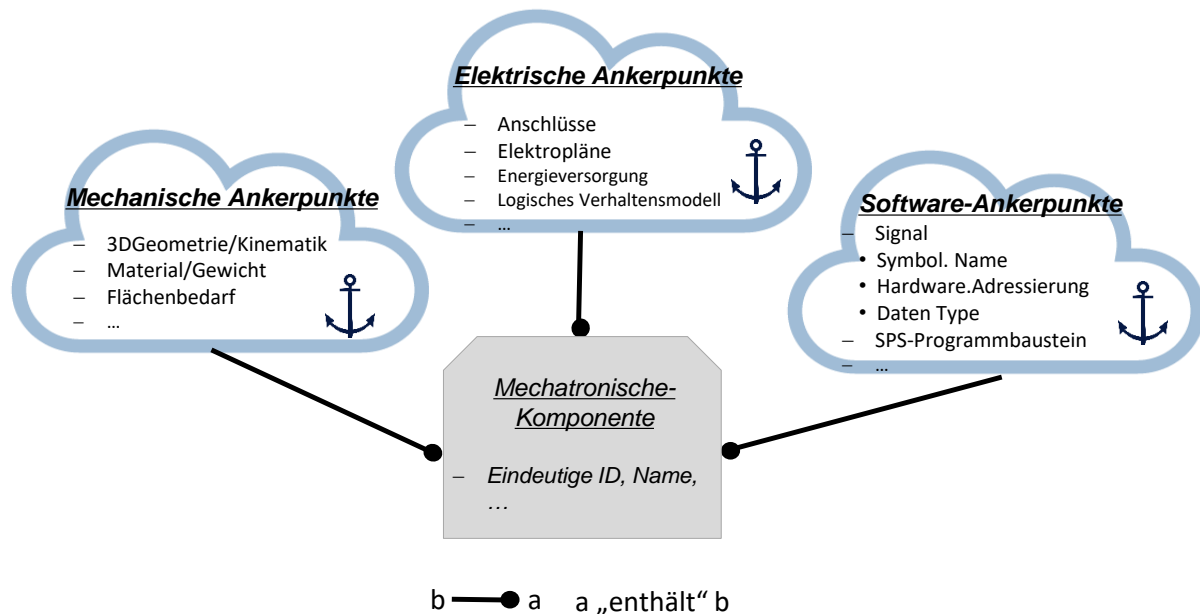 Elektrische Ankerpunkte
– Anschlüsse
– Elektropläne
– Energieversorgung
– Logisches Verhaltensmodell
– …
Mechanische Ankerpunkte
– 3DGeometrie/Kinematik
– Material/Gewicht
– Flächenbedarf
– …
Software-Ankerpunkte
– Signal
• Symbol. Name
• Hardware.Adressierung
• Daten Type
– SPS-Programmbaustein
– …
Mechatronische-
Komponente
– Eindeutige ID, Name,
…
b a a „enthält“ b